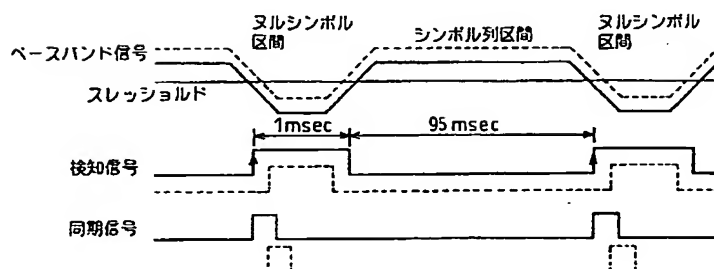 ヌルシンボル
区間
シンボル列区間
ヌルシンボル
区間
ベースバンド信号
スレッショルド
1msec
95msec
検知信号
同期信号